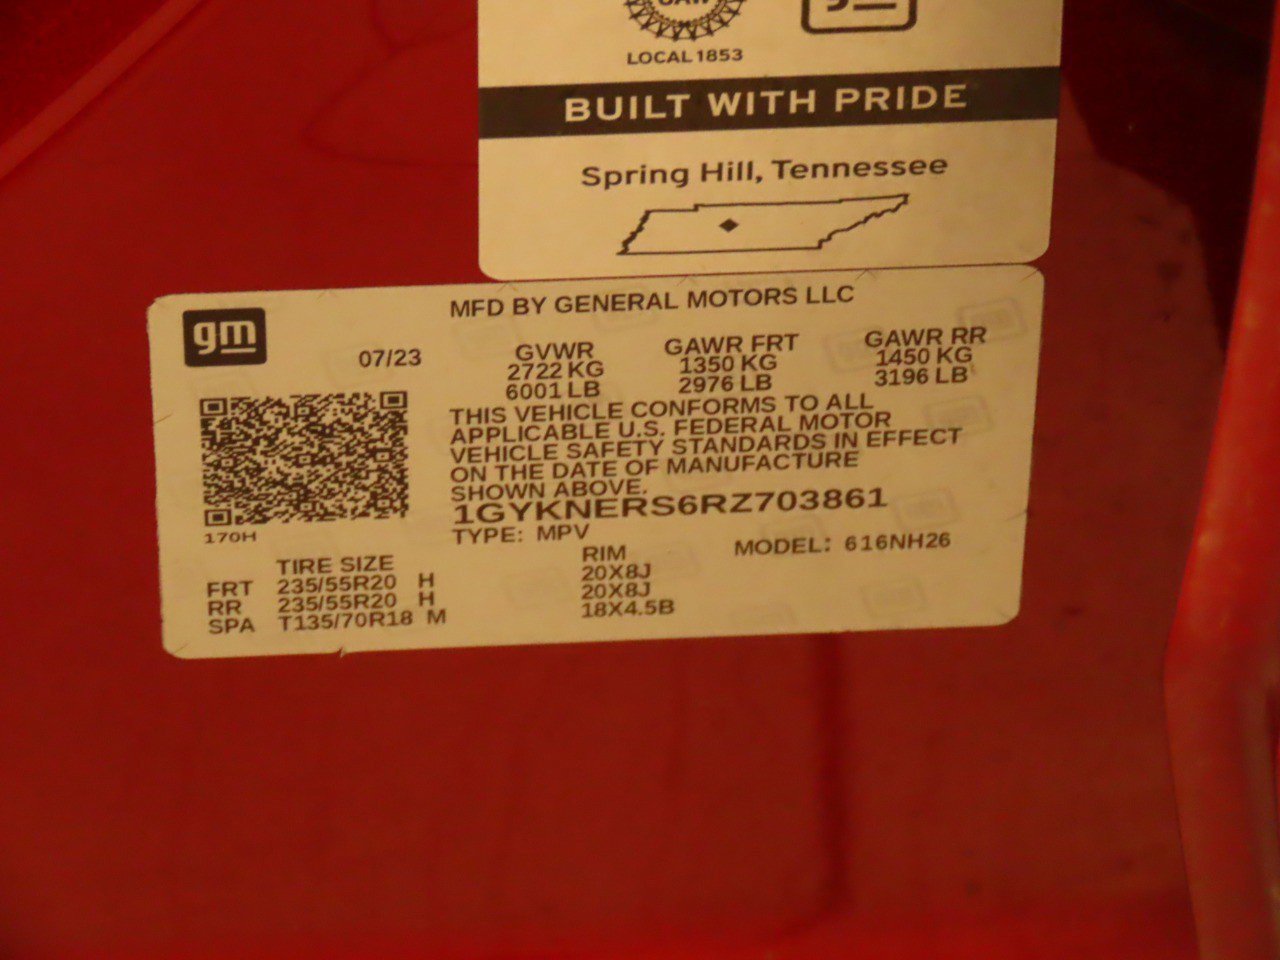 UAW
LOCAL 1853
gm
BUILT WITH PRIDE
Spring Hill, Tennessee
MFD BY GENERAL MOTORS LLC
gm
07/23
GVWR GAWR FRT GAWR RR
2722 KG 1350 KG 1450 KG
6001 LB 2976 LB 3196 LB
THIS VEHICLE CONFORMS TO ALL
APPLICABLE U.S. FEDERAL MOTOR
VEHICLE SAFETY STANDARDS IN EFFECT
ON THE DATE OF MANUFACTURE
SHOWN ABOVE.
1GYKNERS6RZ703861
170H
TYPE: MPV MODEL: 616NH26
TIRE SIZE RIM
FRT 235/55R20 H 20X8J
RR 235/55R20 H 20X8J
SPA T135/70R18 M 18X4.5B